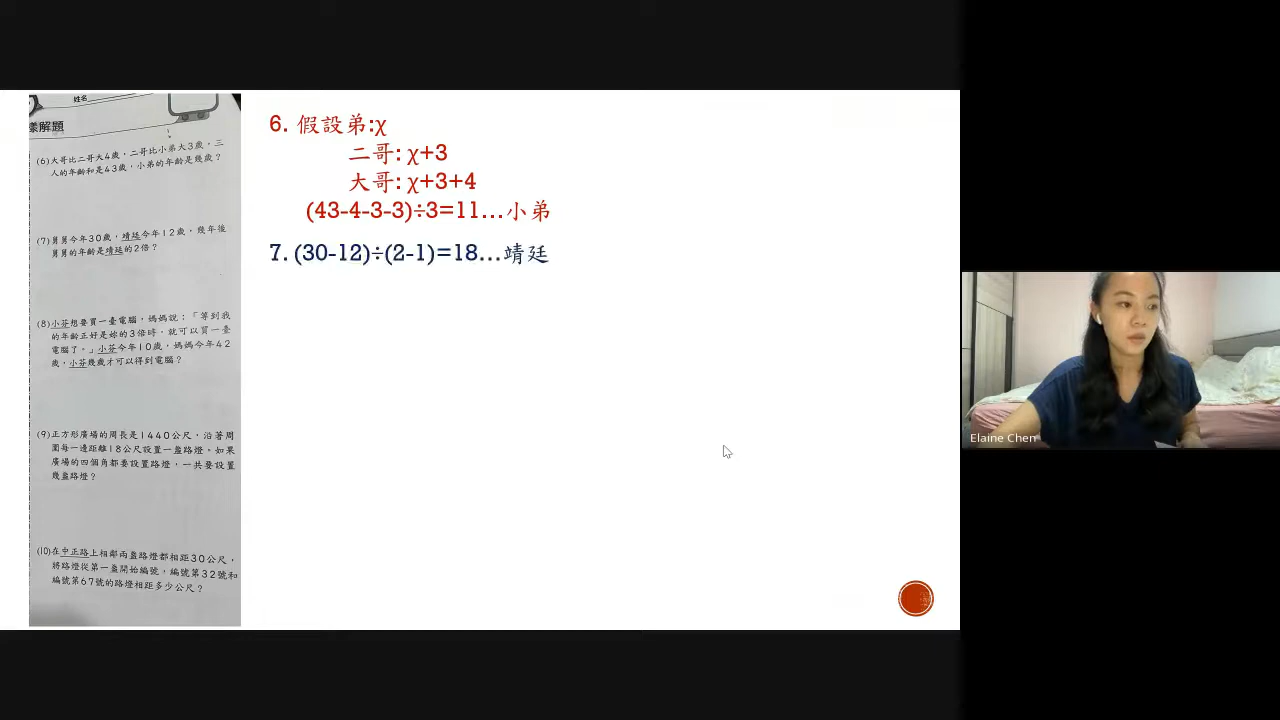 姓名
樣解題
(6)大哥比二哥大4歲，二哥比小弟大3歲，三
人的年齡和是43歲，小弟的年齡是幾歲？
(7)舅舅今年30歲，靖廷今年12歲，幾年後
舅舅的年齡是靖廷的2倍？
(8)小芬想要買一臺電腦，媽媽說：「等到我
的年齡正好是妳的3倍時，就可以買一臺
電腦了。」小芬今年10歲，媽媽今年42
歲，小芬幾歲才可以得到電腦？
(9)正方形廣場的周長是1440公尺，沿著周
圍每一邊距離18公尺設置一盞路燈。如果
廣場的四個角都要設置路燈，一共要設置
幾盞路燈？
(10)在中正路上相鄰兩盞路燈都相距30公尺，
將路燈從第一盞開始編號，編號第32號和
編號第67號的路燈相距多少公尺？
6. 假設弟:χ
二哥: χ+3
大哥: χ+3+4
(43-4-3-3)÷3=11…小弟
7. (30-12)÷(2-1)=18…靖廷
Elaine Chen